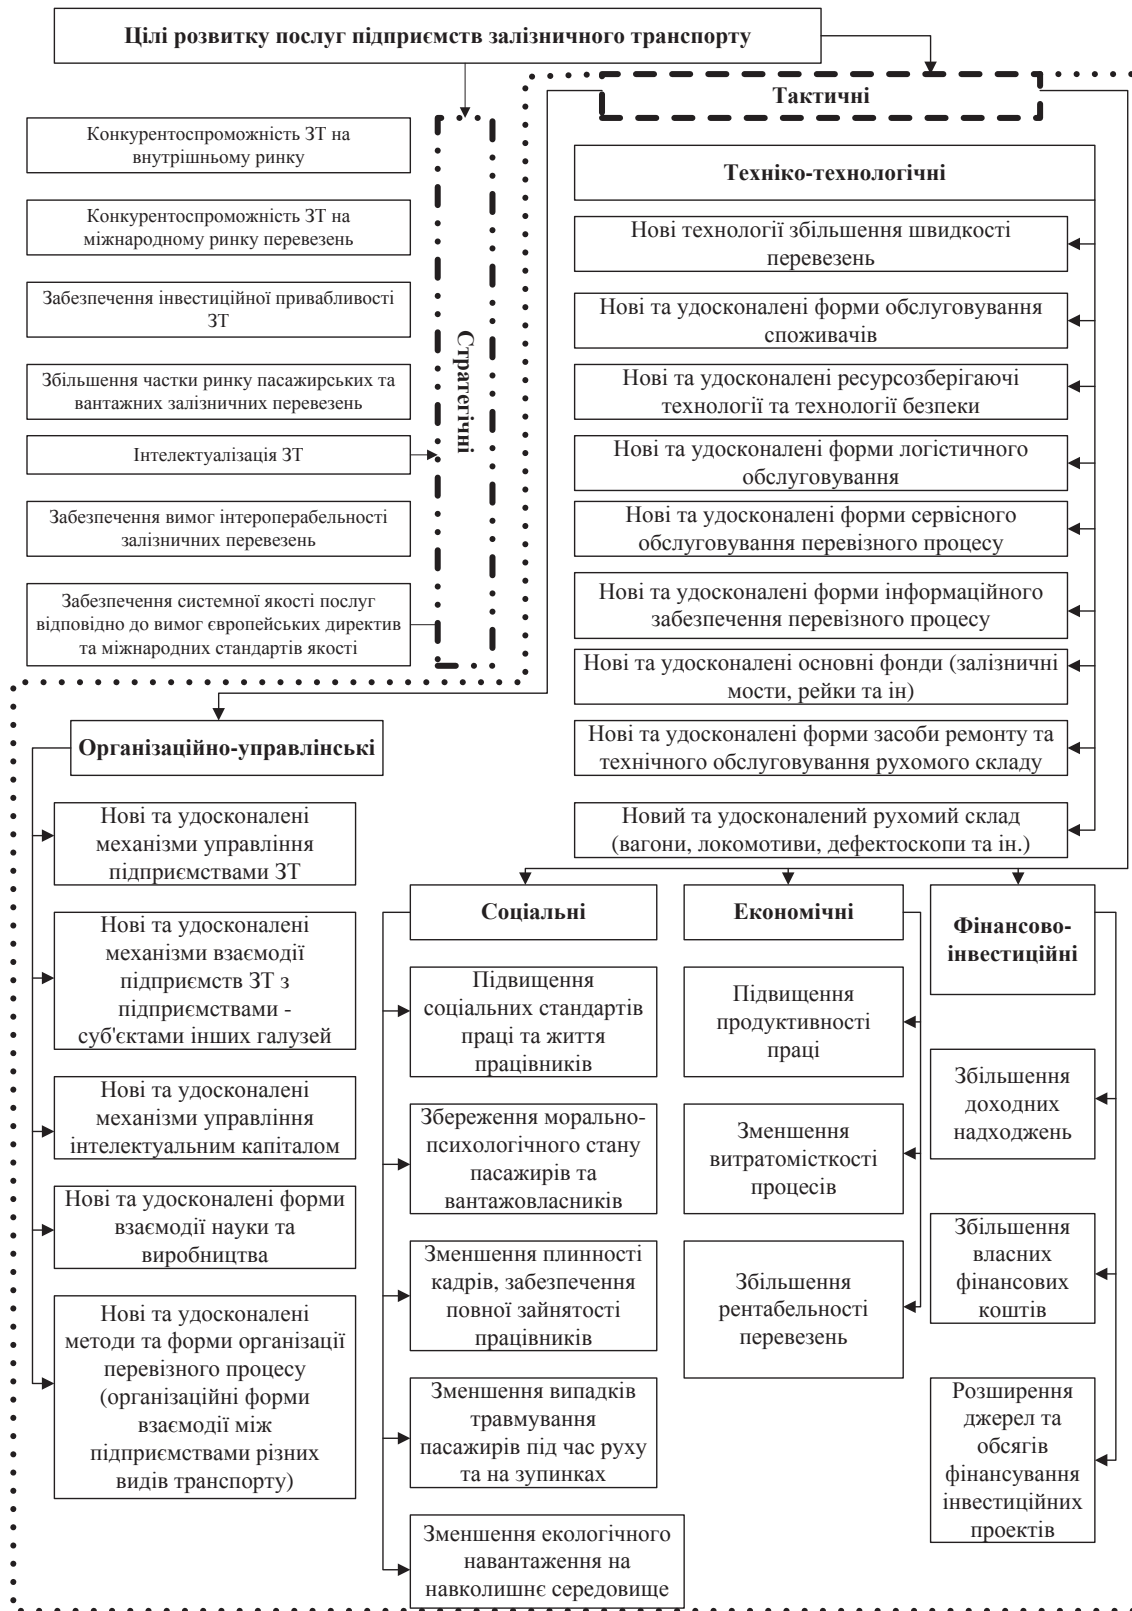 Цілі розвитку послуг підприємств залізничного транспорту
Тактичні
Стратегічні
Конкурентоспроможність ЗТ на
внутрішньому ринку
Конкурентоспроможність ЗТ на
міжнародному ринку перевезень
Забезпечення інвестиційної привабливості
ЗТ
Збільшення частки ринку пасажирських та
вантажних залізничних перевезень
Інтелектуалізація ЗТ
Забезпечення вимог інтероперабельності
залізничних перевезень
Забезпечення системної якості послуг
відповідно до вимог європейських директив
та міжнародних стандартів якості
Техніко-технологічні
Нові технології збільшення швидкості
перевезень
Нові та удосконалені форми обслуговування
споживачів
Нові та удосконалені ресурсозберігаючі
технології та технології безпеки
Нові та удосконалені форми логістичного
обслуговування
Нові та удосконалені форми сервісного
обслуговування перевізного процесу
Нові та удосконалені форми інформаційного
забезпечення перевізного процесу
Нові та удосконалені основні фонди (залізничні
мости, рейки та ін)
Нові та удосконалені форми засоби ремонту та
технічного обслуговування рухомого складу
Новий та удосконалений рухомий склад
(вагони, локомотиви, дефектоскопи та ін.)
Організаційно-управлінські
Нові та удосконалені
механізми управління
підприємствами ЗТ
Нові та удосконалені
механізми взаємодії
підприємств ЗТ з
підприємствами -
суб'єктами інших галузей
Нові та удосконалені
механізми управління
інтелектуальним капіталом
Нові та удосконалені форми
взаємодії науки та
виробництва
Нові та удосконалені
методи та форми організації
перевізного процесу
(організаційні форми
взаємодії між
підприємствами різних
видів транспорту)
Соціальні
Підвищення
соціальних стандартів
праці та життя
працівників
Збереження морально-
психологічного стану
пасажирів та
вантажовласників
Зменшення плинності
кадрів, забезпечення
повної зайнятості
працівників
Зменшення випадків
травмування
пасажирів під час руху
та на зупинках
Зменшення екологічного
навантаження на
навколишнє середовище
Економічні
Підвищення
продуктивності
праці
Зменшення
витратомісткості
процесів
Збільшення
рентабельності
перевезень
Фінансово-
інвестиційні
Збільшення
доходних
надходжень
Збільшення
власних
фінансових
коштів
Розширення
джерел та
обсягів
фінансування
інвестиційних
проектів